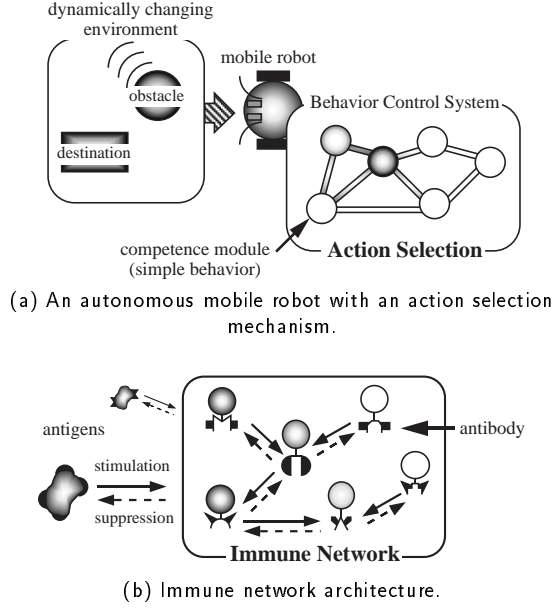 dynamically changing
environment
mobile robot
obstacle
Behavior Control System
destination
competence module
(simple behavior)
Action Selection
(a) An autonomous mobile robot with an action selection
mechanism.
antigens
antibody
stimulation
suppression
Immune Network
(b) Immune network architecture.